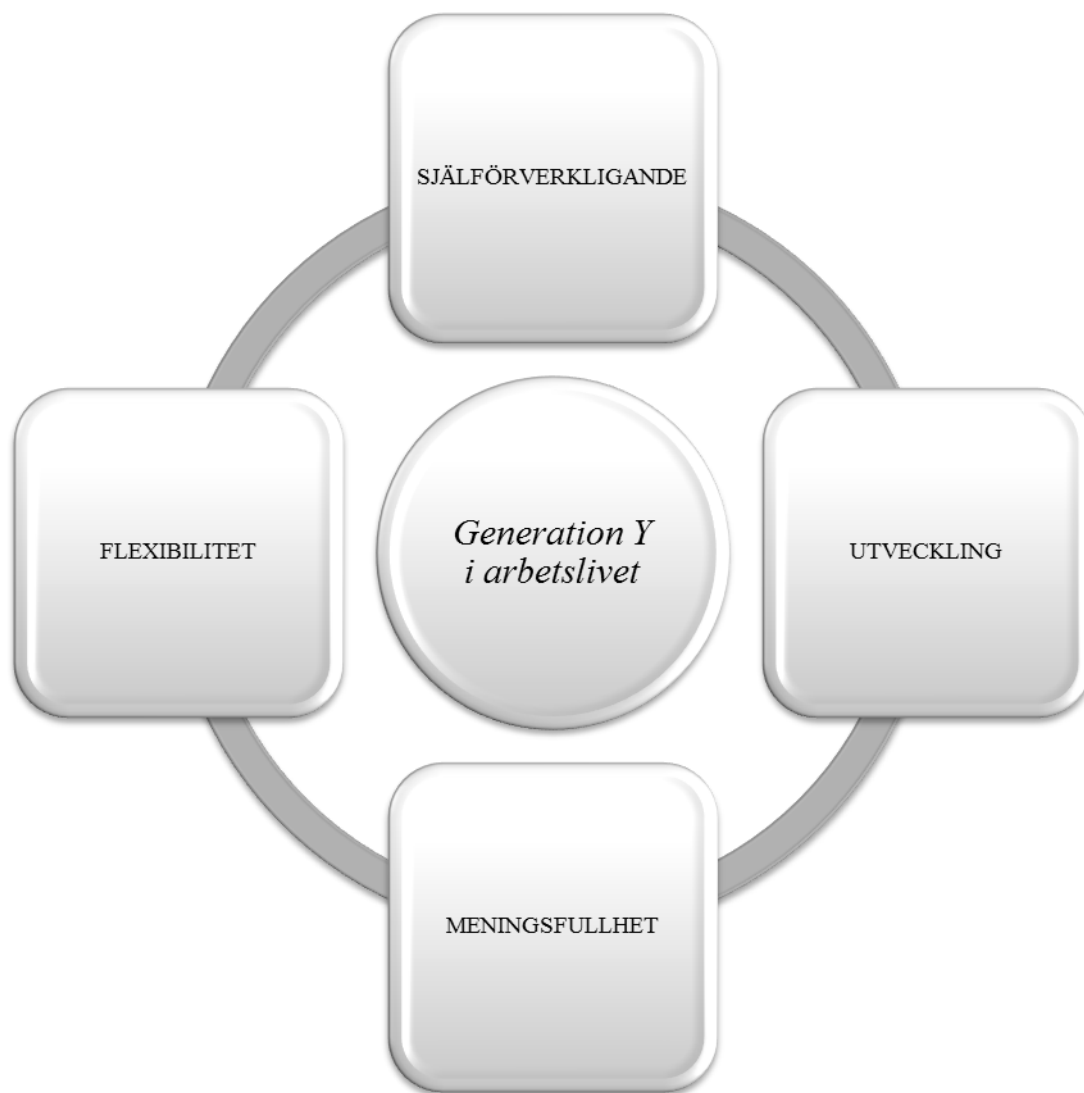 SJÄLFÖRVERKLIGANDE
FLEXIBILITET
Generation Y
i arbetslivet
UTVECKLING
MENINGSFULLHET